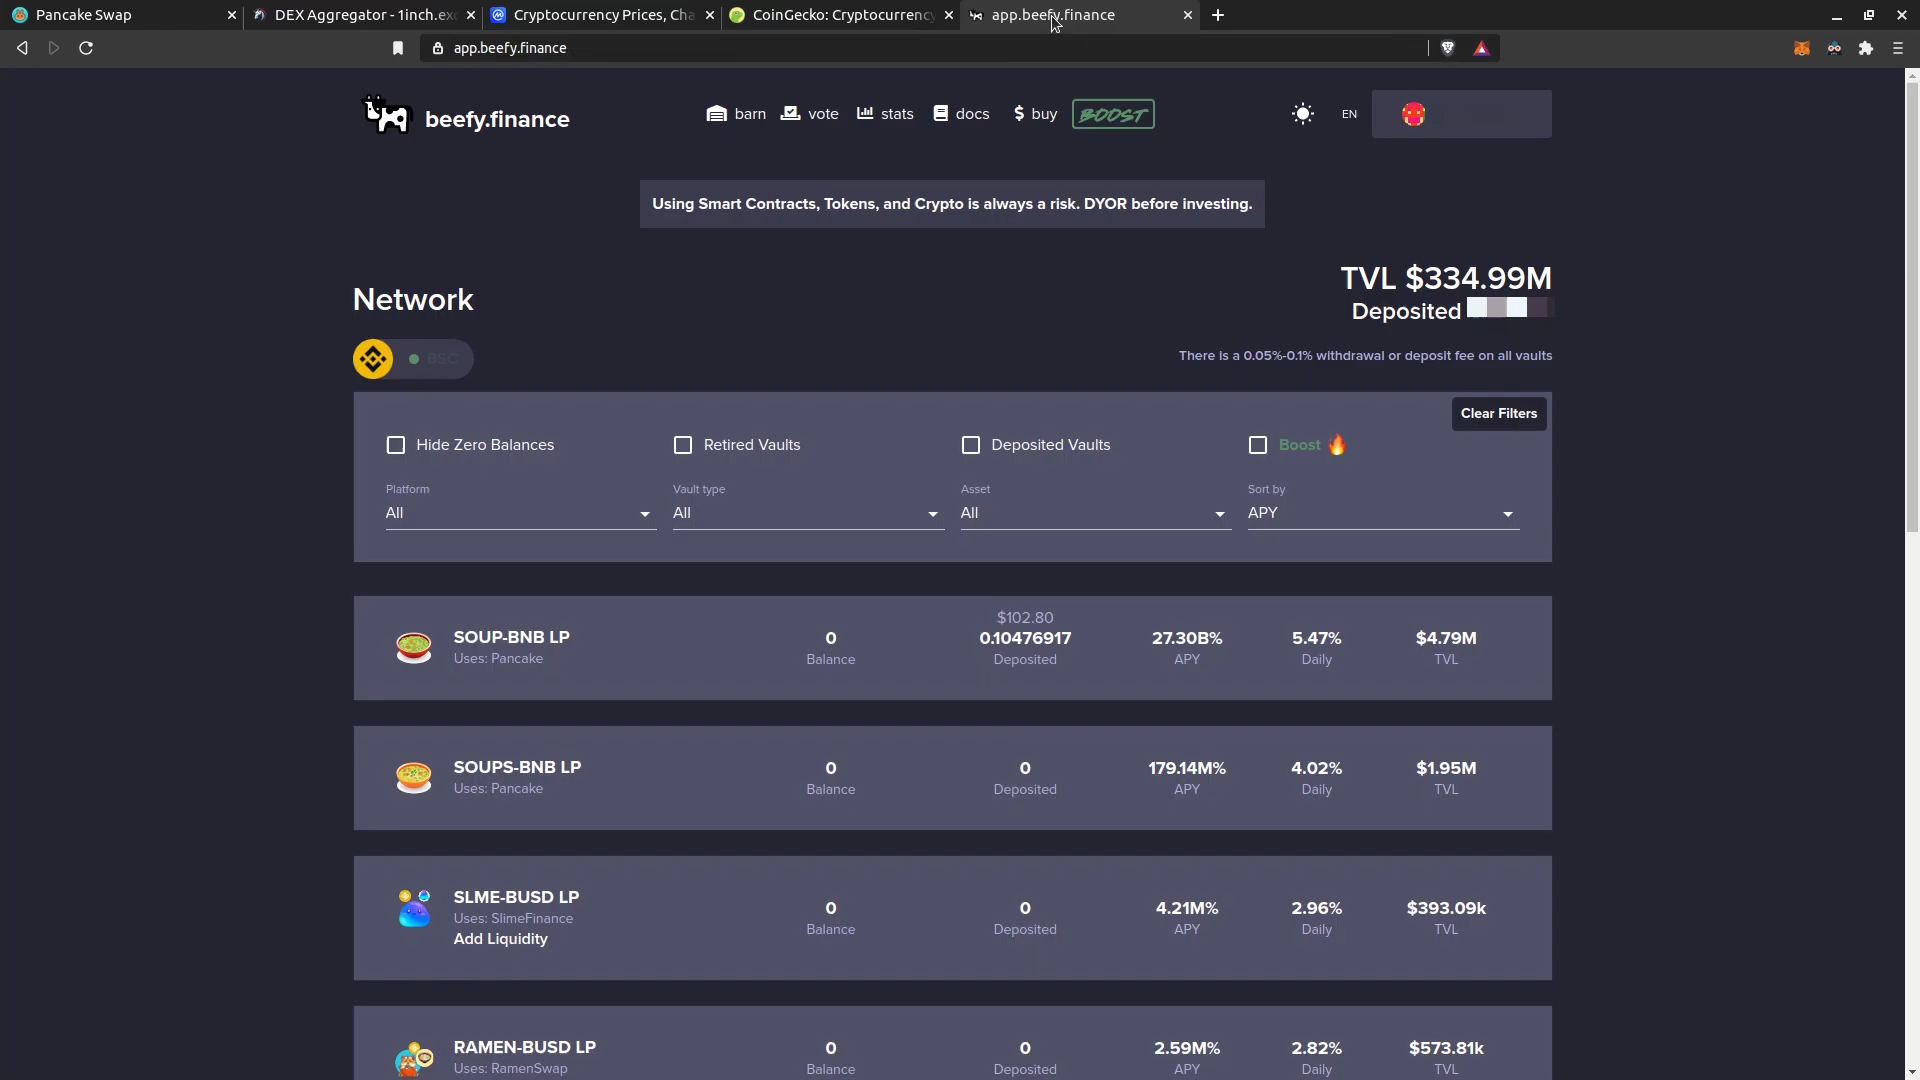 Pancake Swap
DEX Aggregator - 1inch.exc
Cryptocurrency Prices, Cha
CoinGecko: Cryptocurrency
app.beefy.finance
app.beefy.finance
beefy.finance
barn
vote
stats
docs
$ buy
BOOST
EN
Using Smart Contracts, Tokens, and Crypto is always a risk. DYOR before investing.
Network
TVL $334.99M
Deposited
BSC
There is a 0.05%-0.1% withdrawal or deposit fee on all vaults
Clear Filters
Hide Zero Balances
Retired Vaults
Deposited Vaults
Boost 🔥
Platform
Vault type
Asset
Sort by
All
All
All
APY
$102.80
SOUP-BNB LP 0 0.10476917 27.30B% 5.47% $4.79M
Uses: Pancake Balance Deposited APY Daily TVL
SOUPS-BNB LP 0 0 179.14M% 4.02% $1.95M
Uses: Pancake Balance Deposited APY Daily TVL
SLME-BUSD LP 0 0 4.21M% 2.96% $393.09k
Uses: SlimeFinance Balance Deposited APY Daily TVL
Add Liquidity
RAMEN-BUSD LP 0 0 2.59M% 2.82% $573.81k
Uses: RamenSwap Balance Deposited APY Daily TVL